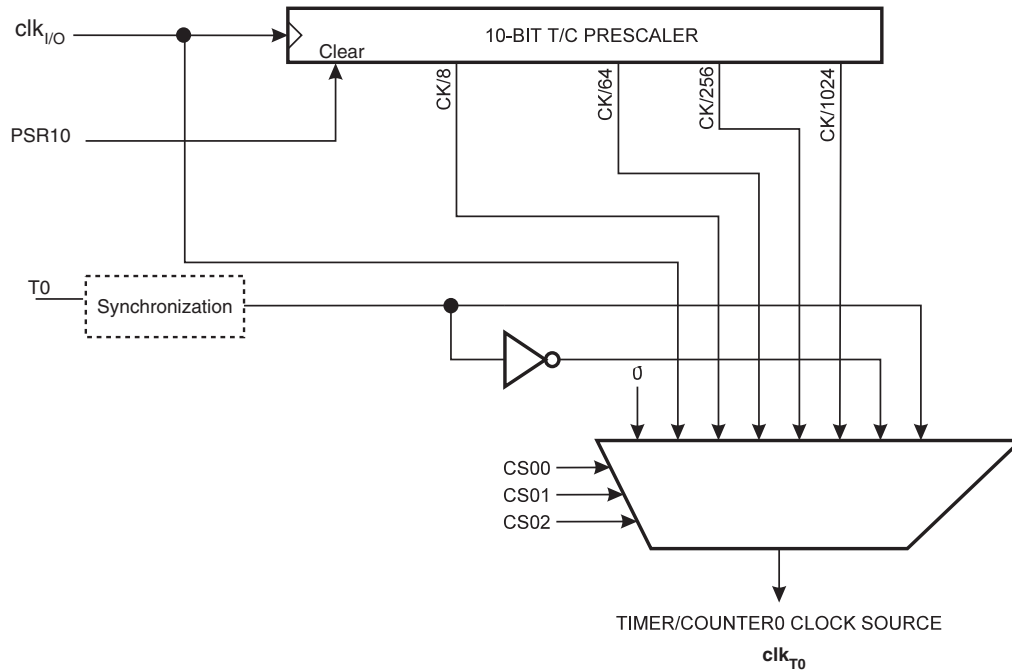 clkI/O
10-BIT T/C PRESCALER
Clear
CK/8
CK/64
CK/256
CK/1024
PSR10
T0
Synchronization
0
CS00
CS01
CS02
TIMER/COUNTER0 CLOCK SOURCE
clkT0